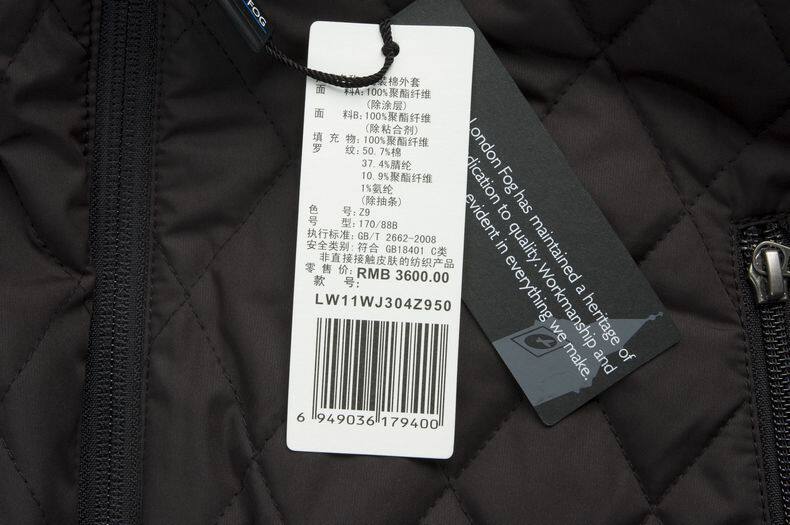 FOG
装棉外套
面 料A:100%聚酯纤维
(除涂层)
面 料B:100%聚酯纤维
(除粘合剂)
填 充 物:100%聚酯纤维
罗 纹:50.7%棉
37.4%腈纶
10.9%聚酯纤维
1%氨纶
(除抽条)
色 号:Z9
号 型:170/88B
执行标准:GB/T 2662-2008
安全类别:符合 GB18401 C类
非直接接触皮肤的纺织产品
零 售 价:RMB 3600.00
款 号:
LW11WJ304Z950
6 949036 179400
London Fog has maintained a heritage of
dication to quality. Workmanship and
evident in everything we make.